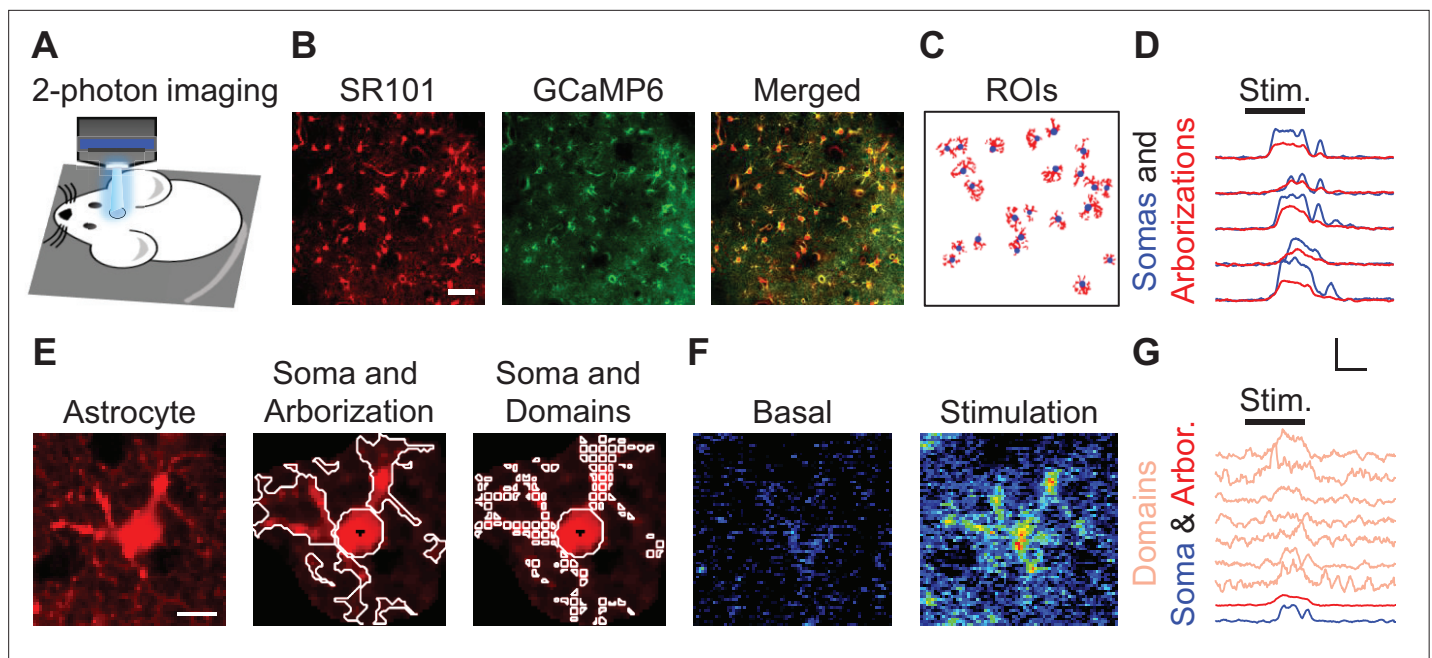 A
2-photon imaging
B
SR101
GCaMP6
Merged
C
ROIs
D
Stim.
Somas and
Arborizations
E
Astrocyte
Soma and
Arborization
Soma and
Domains
F
Basal
Stimulation
G
Stim.
Domains
Soma & Arbor.